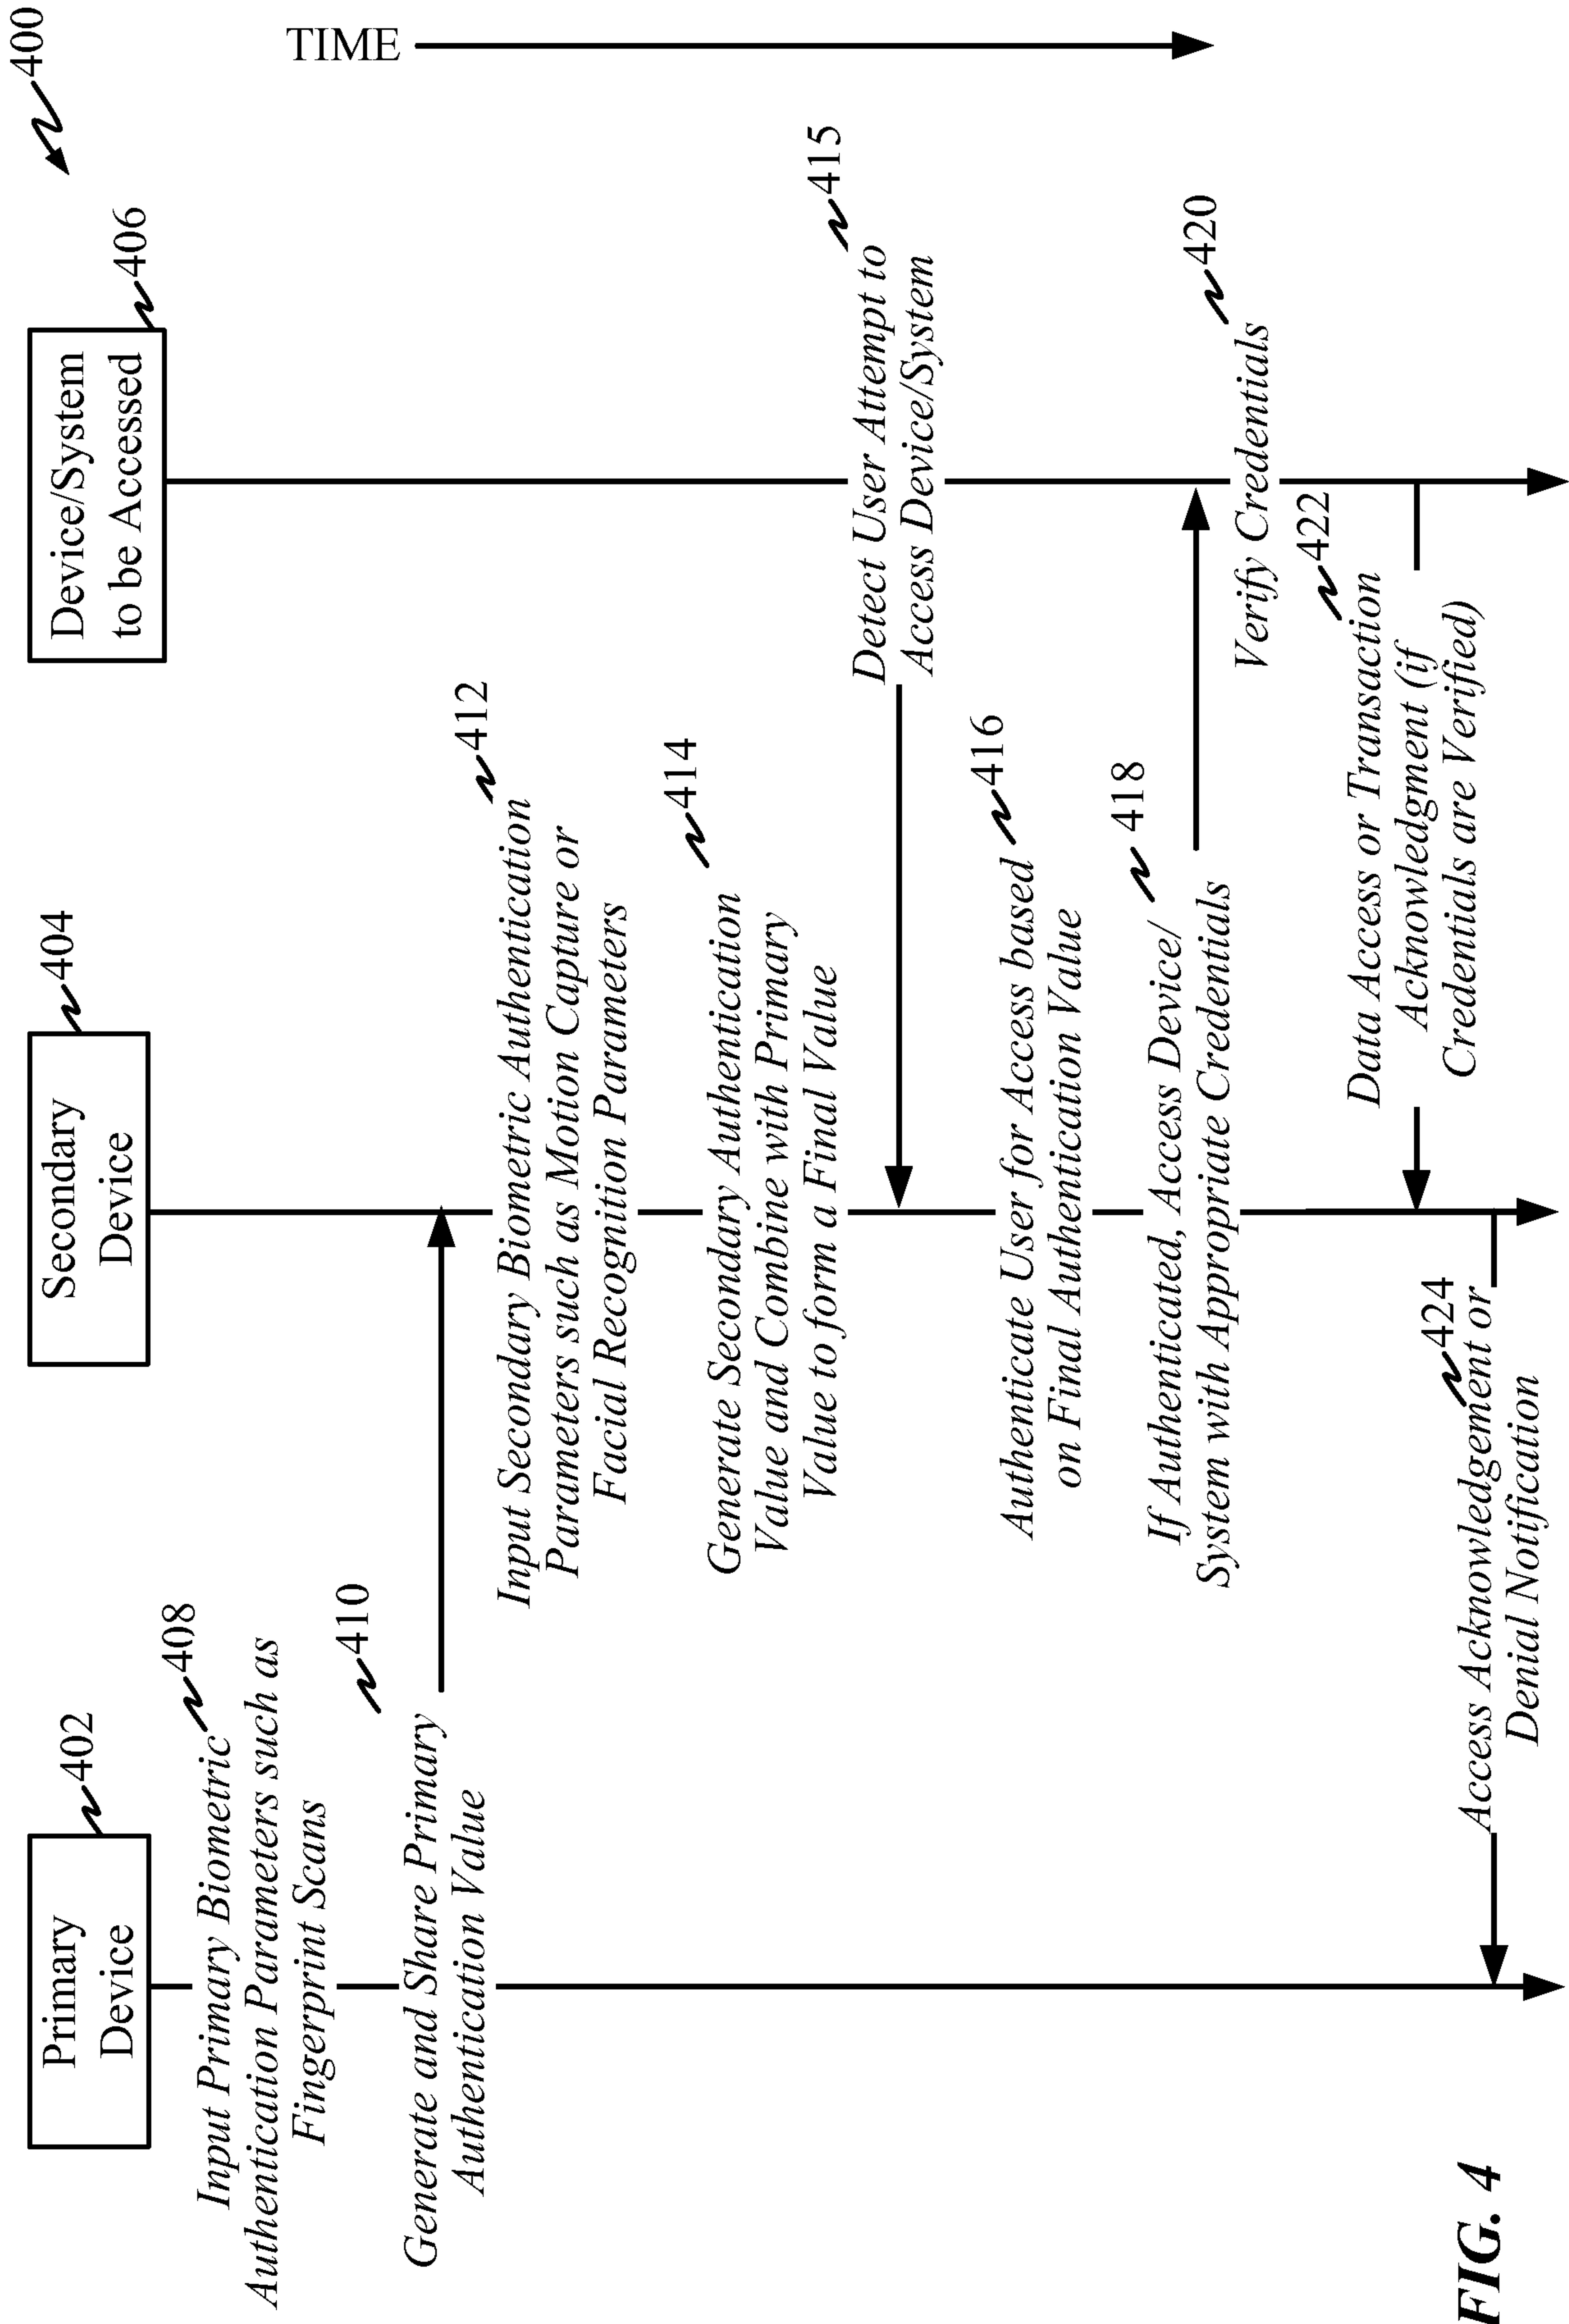 400
TIME
Primary
Device
402
Secondary
Device
404
Device/System
to be Accessed
406
Input Primary Biometric
Authentication Parameters such as
Fingerprint Scans
408
Generate and Share Primary
Authentication Value
410
Input Secondary Biometric Authentication
Parameters such as Motion Capture or
Facial Recognition Parameters
412
Generate Secondary Authentication
Value and Combine with Primary
Value to form a Final Value
414
Detect User Attempt to
Access Device/System
415
Authenticate User for Access based
on Final Authentication Value
416
If Authenticated, Access Device/
System with Appropriate Credentials
418
Verify Credentials
420
Data Access or Transaction
Acknowledgment (if
Credentials are Verified)
422
Access Acknowledgement or
Denial Notification
424
FIG. 4